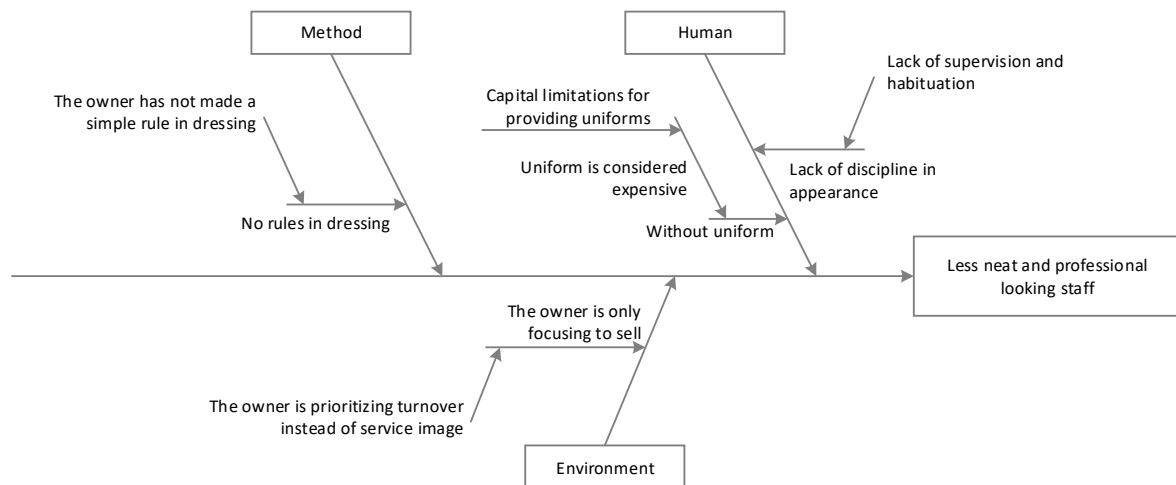 Method
Human
Lack of supervision and
habituation
The owner has not made a
simple rule in dressing
Capital limitations for
providing uniforms
Uniform is considered
expensive
Lack of discipline in
appearance
No rules in dressing
Without uniform
Less neat and professional
looking staff
The owner is only
focusing to sell
The owner is prioritizing turnover
instead of service image
Environment